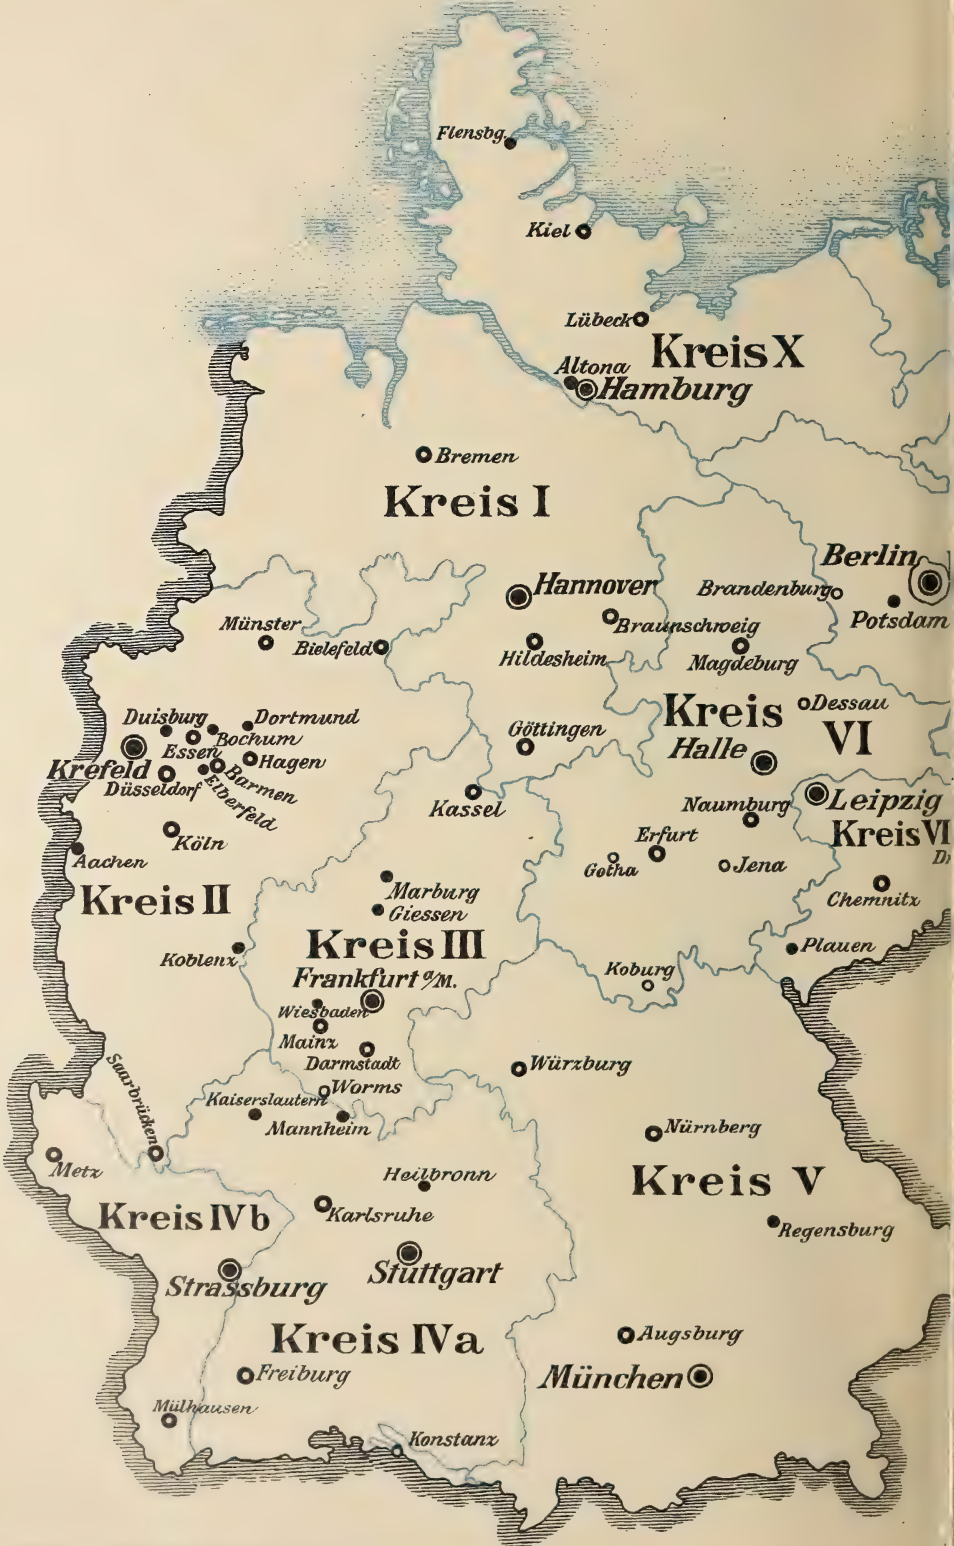 Flensbg.
Kiel
Lübeck
Kreis X
Altona
Hamburg
Bremen
Kreis I
Berlin
Hannover
Brandenburg
Potsdam
Münster
Braunschweig
Bielefeld
Hildesheim
Magdeburg
Kreis
Dessau
VI
Duisburg
Dortmund
Bochum
Essen
Göttingen
Halle
Krefeld
Hagen
Barmen
Düsseldorf
Elberfeld
Kassel
Naumburg
Leipzig
Köln
Erfurt
Kreis VI
Aachen
Gotha
Jena
Marburg
Chemnitz
Kreis II
Giessen
Kreis III
Plauen
Koblenz
Koburg
Frankfurt a/M.
Wiesbaden
Mainz
Darmstadt
Würzburg
Saarbrücken
Worms
Kaiserslautern
Mannheim
Nürnberg
Metz
Heilbronn
Kreis V
Kreis IVb
Karlsruhe
Regensburg
Stuttgart
Strassburg
Kreis IVa
Augsburg
Freiburg
München
Mülhausen
Konstanz